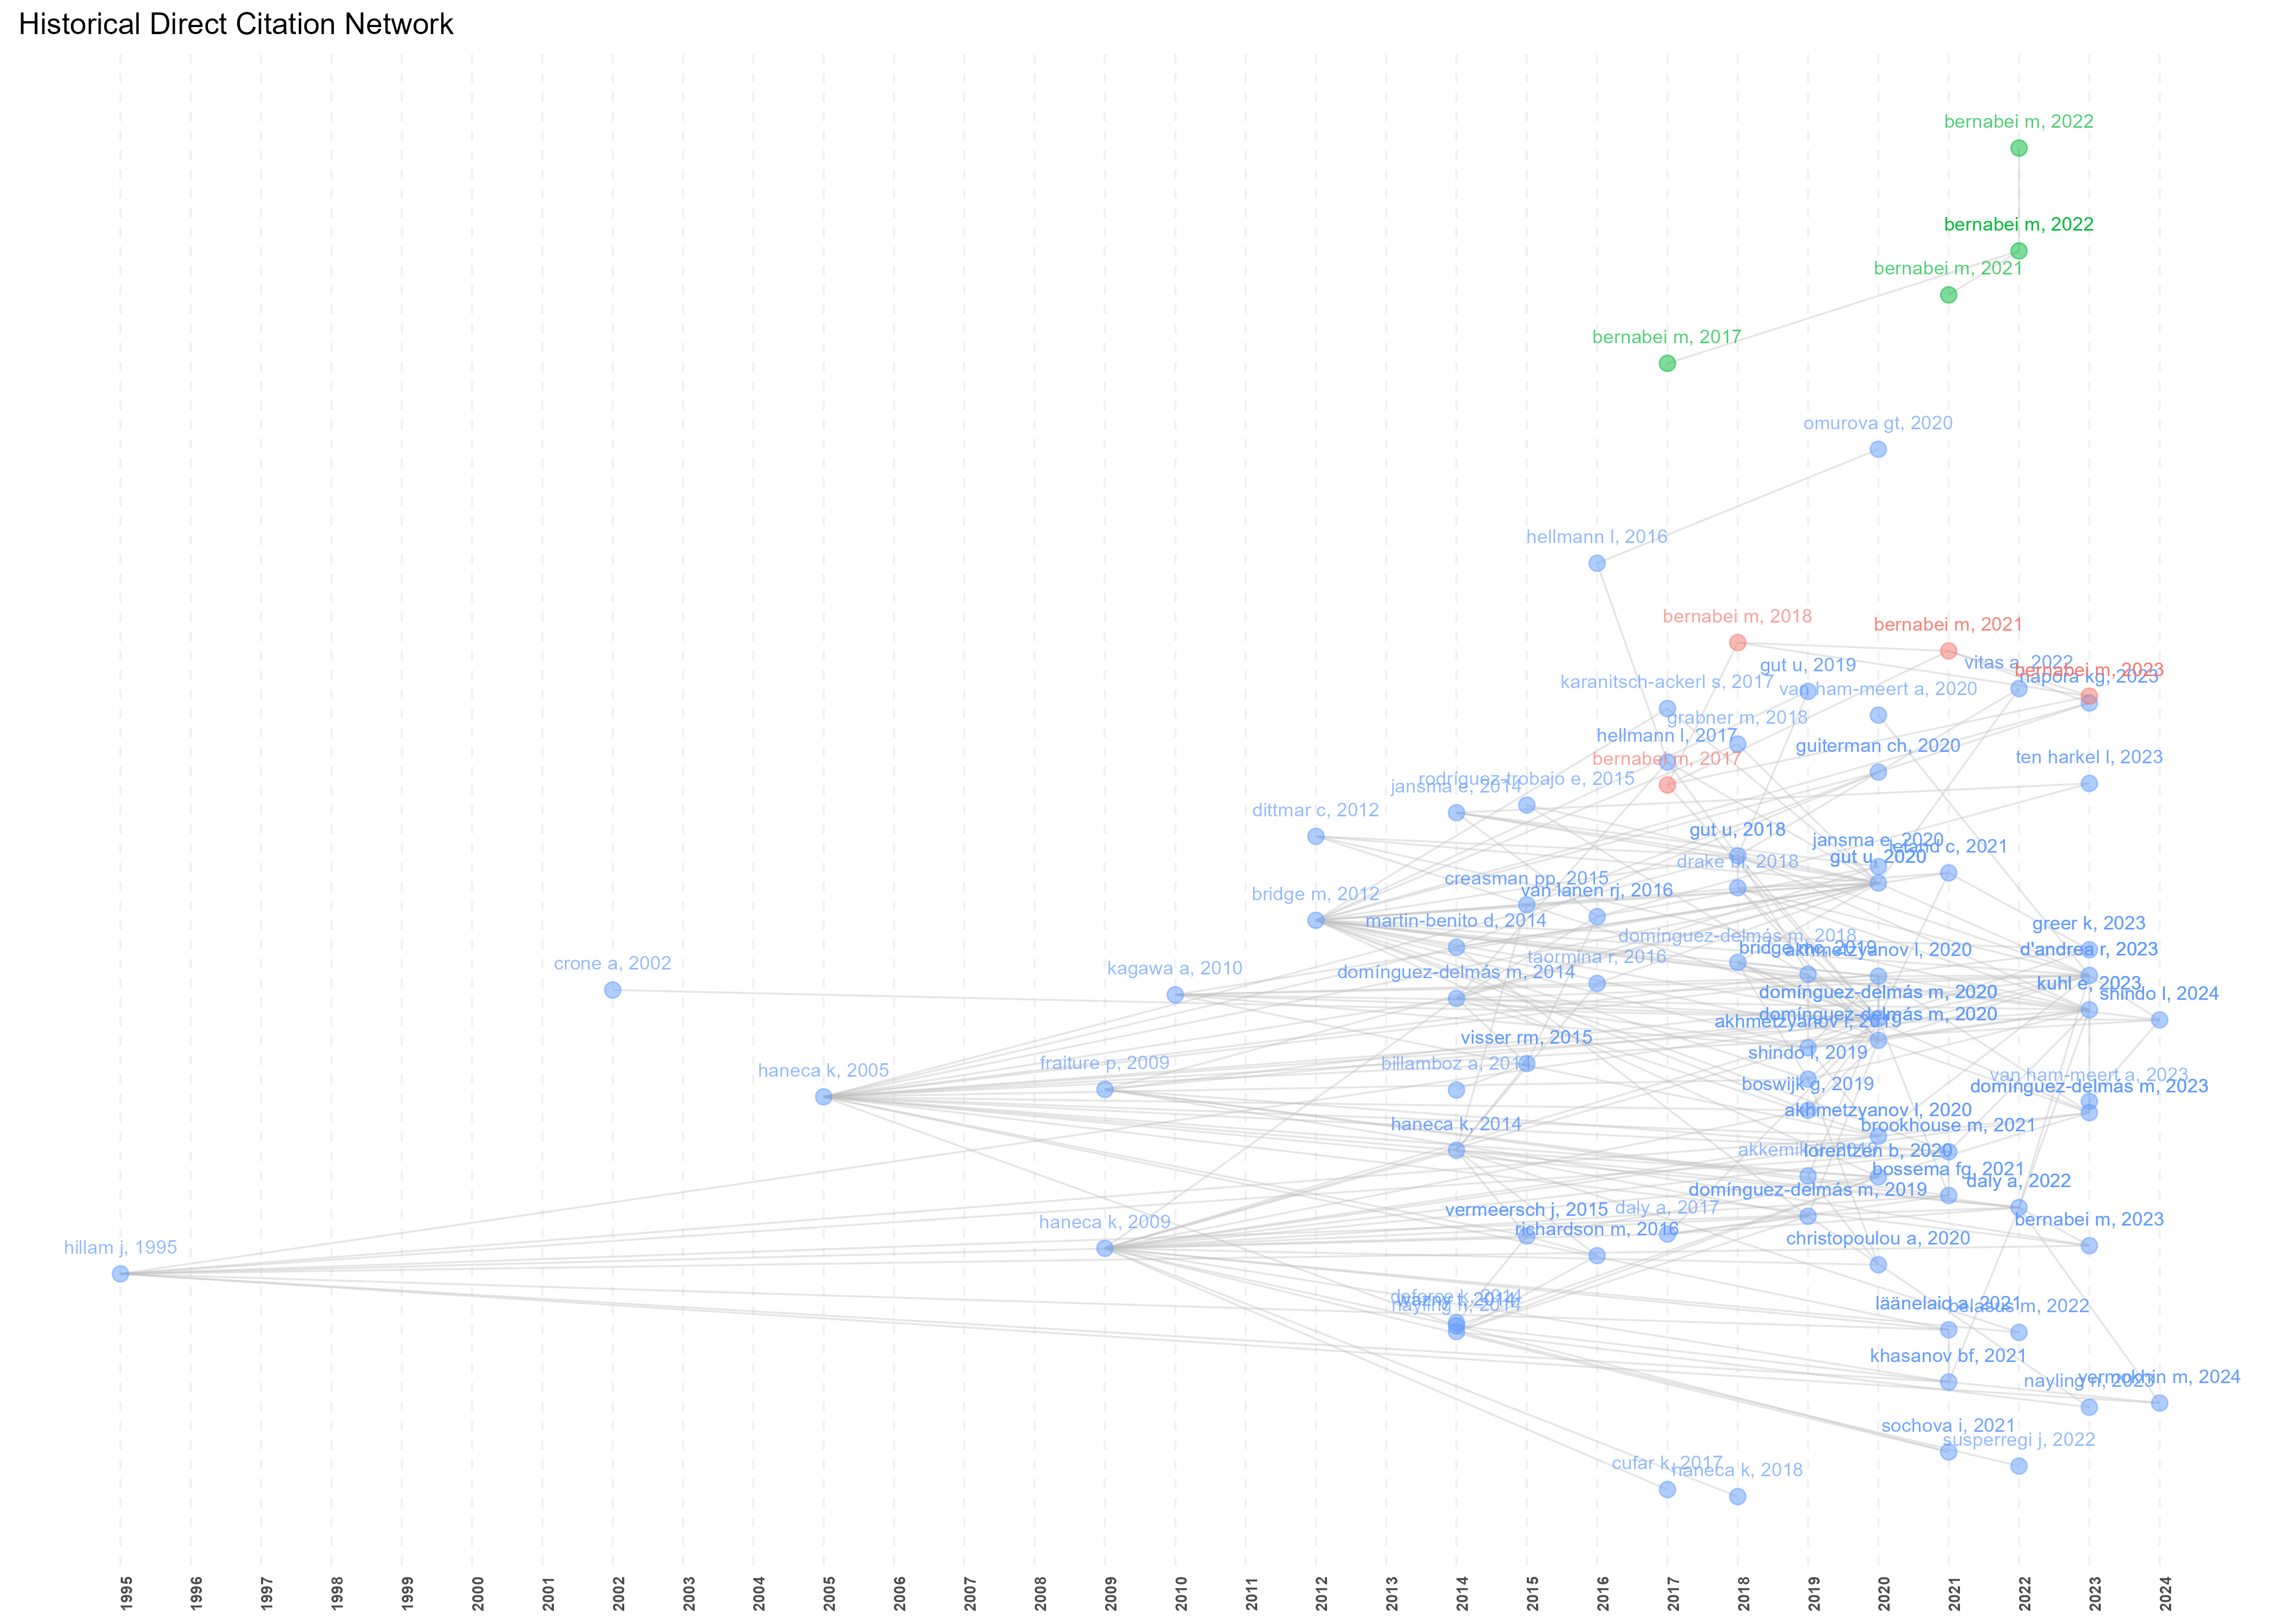 Historical Direct Citation Network
bernabei m, 2022
bernabei m, 2022
bernabei m, 2021
bernabei m, 2017
omurova gt, 2020
hellmann l, 2016
bernabei m, 2018
bernabei m, 2021
gut u, 2019
vitas a, 2022
bernabei m, 2023
napora kg, 2023
karanitsch-ackerl s, 2017
van ham-meert a, 2020
grabner m, 2018
hellmann l, 2017
guiterman ch, 2020
bernabei m, 2017
ten harkel l, 2023
rodríguez-trobajo e, 2015
jansma e, 2014
dittmar c, 2012
gut u, 2018
jansma e, 2020
letand c, 2021
gut u, 2020
drake bl, 2018
creasman pp, 2015
van lanen rj, 2016
bridge m, 2012
martin-benito d, 2014
greer k, 2023
domínguez-delmás m, 2018
bridge mc, 2019
akhmetzyanov l, 2020
d'andrea r, 2023
taormina r, 2016
crone a, 2002
kagawa a, 2010
domínguez-delmás m, 2014
kuhl e, 2023
domínguez-delmás m, 2020
shindo l, 2024
domínguez-delmás m, 2020
akhmetzyanov l, 2019
visser rm, 2015
shindo l, 2019
haneca k, 2005
fraiture p, 2009
billamboz a, 2014
van ham-meert a, 2023
boswijk g, 2019
domínguez-delmás m, 2023
akhmetzyanov l, 2020
haneca k, 2014
brookhouse m, 2021
lorentzen b, 2020
bossema fg, 2021
daly a, 2022
domínguez-delmás m, 2019
daly a, 2017
vermeersch j, 2015
haneca k, 2009
bernabei m, 2023
richardson m, 2016
christopoulou a, 2020
hillam j, 1995
deforce k, 2014
wazny t, 2014
nayling n, 2014
läänelaid a, 2021
belasus m, 2022
khasanov bf, 2021
nayling n, 2023
yermokhin m, 2024
sochova i, 2021
susperregi j, 2022
cufar k, 2017
haneca k, 2018
1995 1996 1997 1998 1999 2000 2001 2002 2003 2004 2005 2006 2007 2008 2009 2010 2011 2012 2013 2014 2015 2016 2017 2018 2019 2020 2021 2022 2023 2024